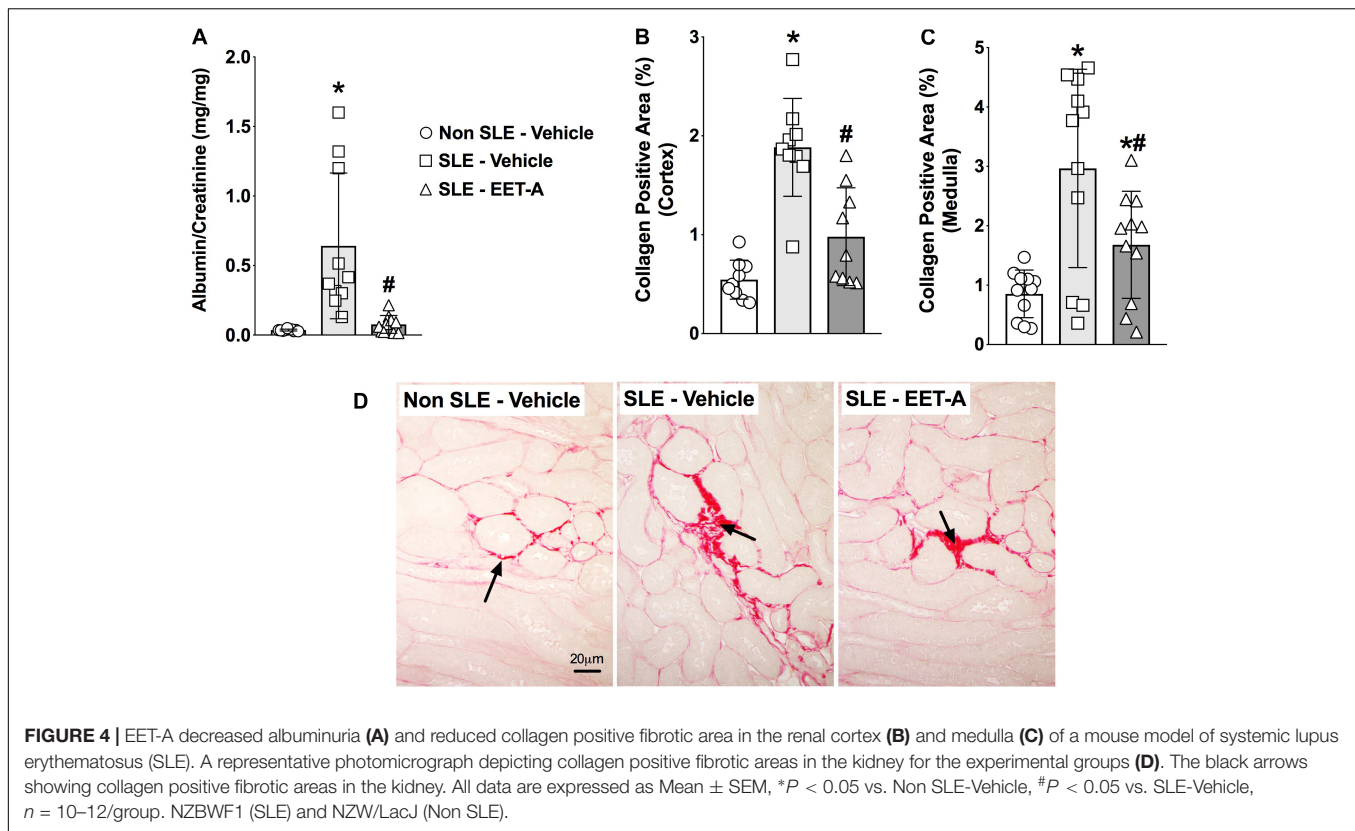 A
Albumin/Creatinine (mg/mg)
2.0
1.5
1.0
0.5
0.0
*
#
Non SLE - Vehicle
SLE - Vehicle
SLE - EET-A
B
Collagen Positive Area (%)
(Cortex)
3
2
1
0
*
#
C
Collagen Positive Area (%)
(Medulla)
5
4
3
2
1
0
*
*#
D
Non SLE - Vehicle
SLE - Vehicle
SLE - EET-A
20μm
FIGURE 4 | EET-A decreased albuminuria (A) and reduced collagen positive fibrotic area in the renal cortex (B) and medulla (C) of a mouse model of systemic lupus
erythematosus (SLE). A representative photomicrograph depicting collagen positive fibrotic areas in the kidney for the experimental groups (D). The black arrows
showing collagen positive fibrotic areas in the kidney. All data are expressed as Mean ± SEM, *P < 0.05 vs. Non SLE-Vehicle, #P < 0.05 vs. SLE-Vehicle,
n = 10–12/group. NZBWF1 (SLE) and NZW/LacJ (Non SLE).